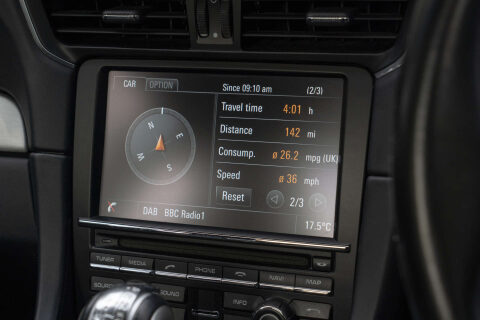 CAR OPTION Since 09:10 am (2/3)
Travel time 4:01 h
Distance 142 mi
Consump. ø 26.2 mpg (UK)
Speed ø 36 mph
Reset 2/3
N E S W
DAB BBC Radio1 17.5°C
TUNER MEDIA PHONE NAVI MAP
SOURCE SOURCE INFO